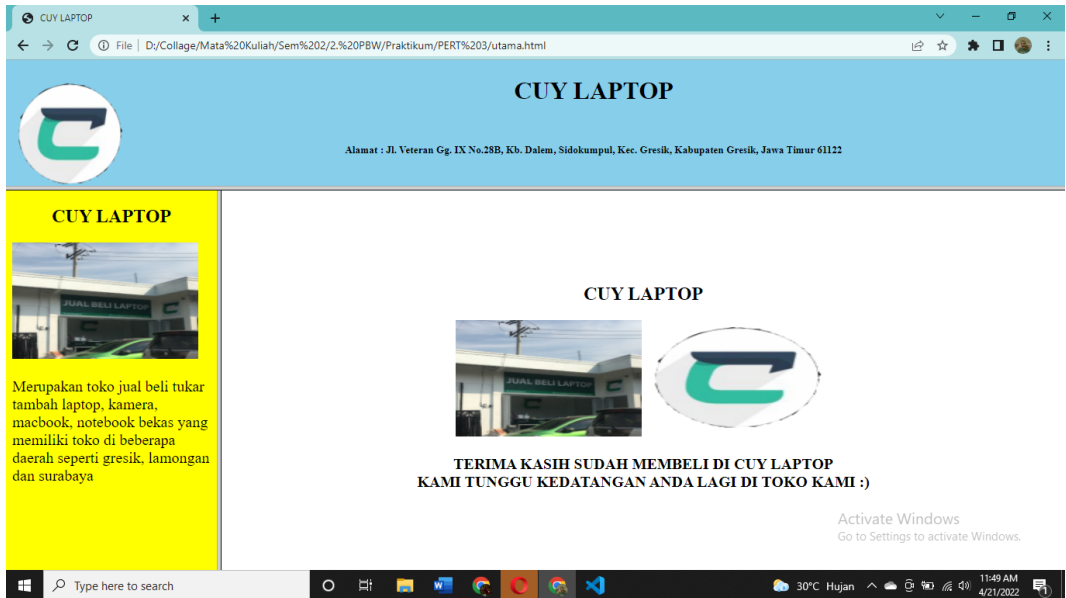 CUY LAPTOP
File | D:/Collage/Mata%20Kuliah/Sem%202/2.%20PBW/Praktikum/PERT%203/utama.html
CUY LAPTOP
Alamat : Jl. Veteran Gg. IX No.28B, Kb. Dalem, Sidokumpul, Kec. Gresik, Kabupaten Gresik, Jawa Timur 61122
CUY LAPTOP
JUAL BELI LAPTOP
Merupakan toko jual beli tukar
tambah laptop, kamera,
macbook, notebook bekas yang
memiliki toko di beberapa
daerah seperti gresik, lamongan
dan surabaya
CUY LAPTOP
JUAL BELI LAPTOP
TERIMA KASIH SUDAH MEMBELI DI CUY LAPTOP
KAMI TUNGGU KEDATANGAN ANDA LAGI DI TOKO KAMI :)
Activate Windows
Go to Settings to activate Windows.
Type here to search
30°C Hujan
11:49 AM
4/21/2022
1